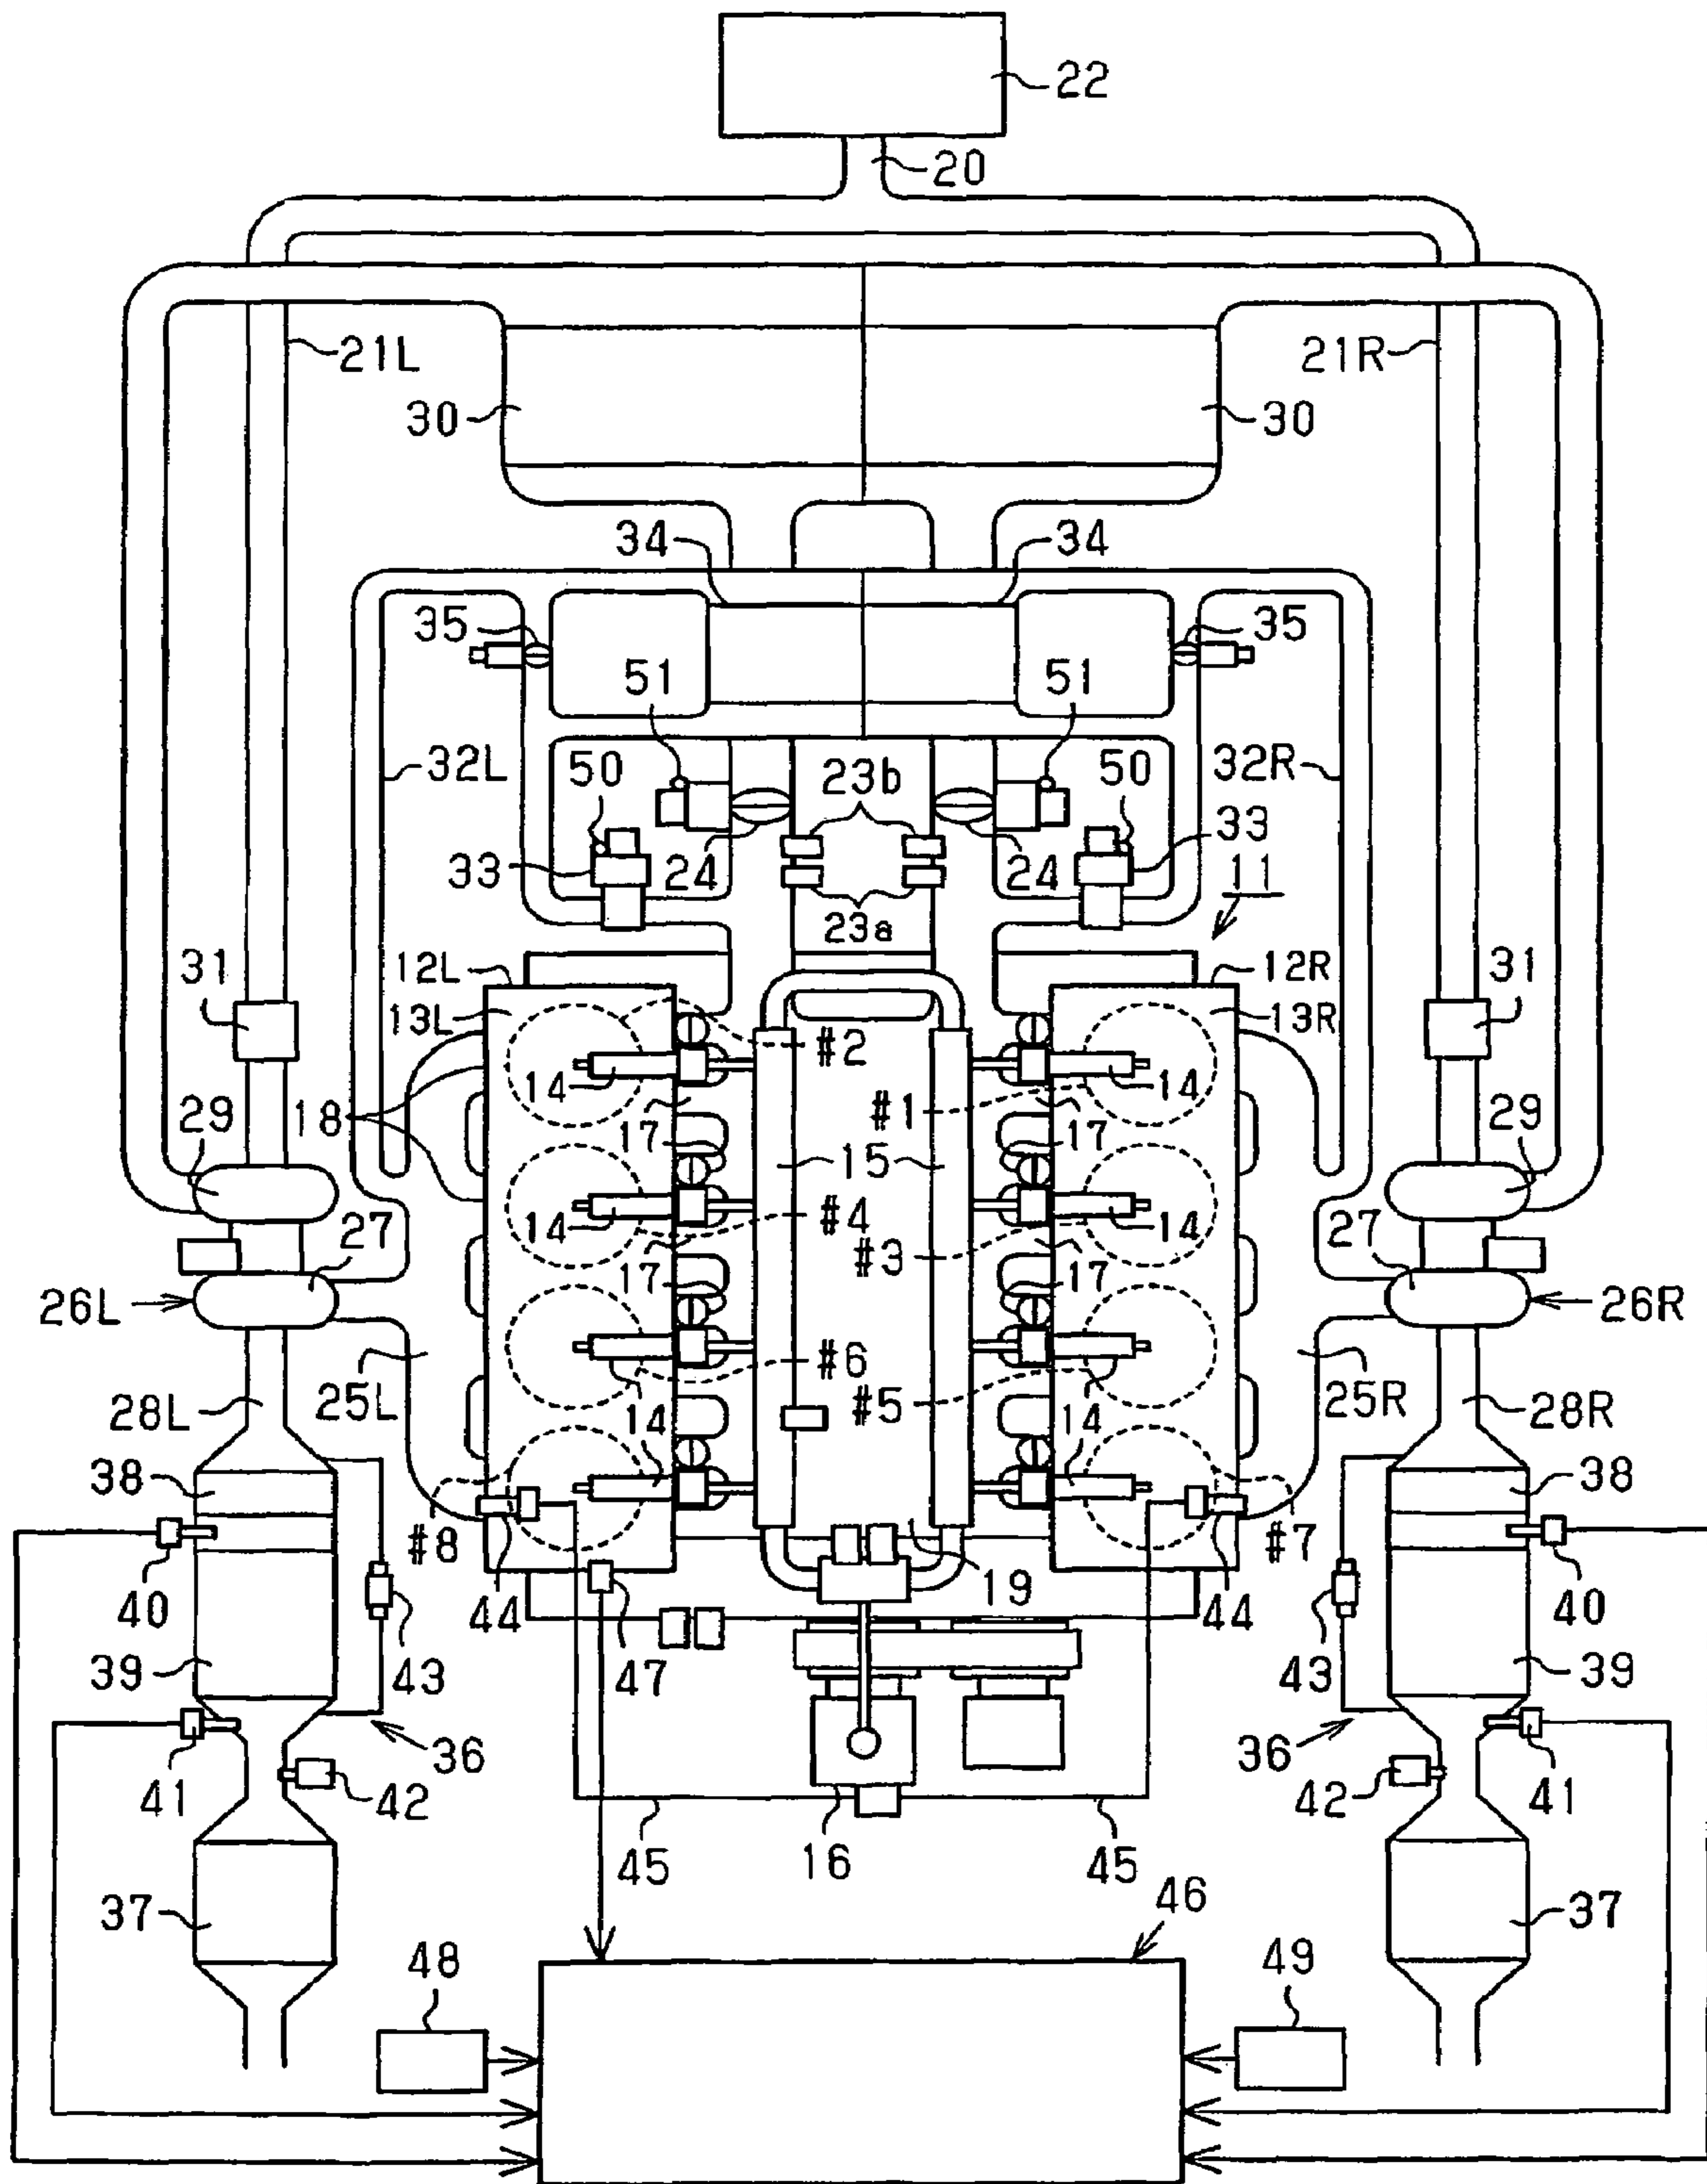 22
20
21L 21R
30 30
34 34
35 35
51 51
32L 50 23b 50 32R
33 24 24 33
11
23a
31 12L 12R 31
13L 13R
#2
14 14
18 #1
29 17 15 17 29
14 #4 14
27 #3 27
17 17
26L 26R
#6
25L 14 #5 14 25R
28L 14 14 28R
38 38
#8 #7
40 44 19 44 40
39 43 47 43 39
36 36
41 42 42 41
45 16 45
37 46 37
48 49